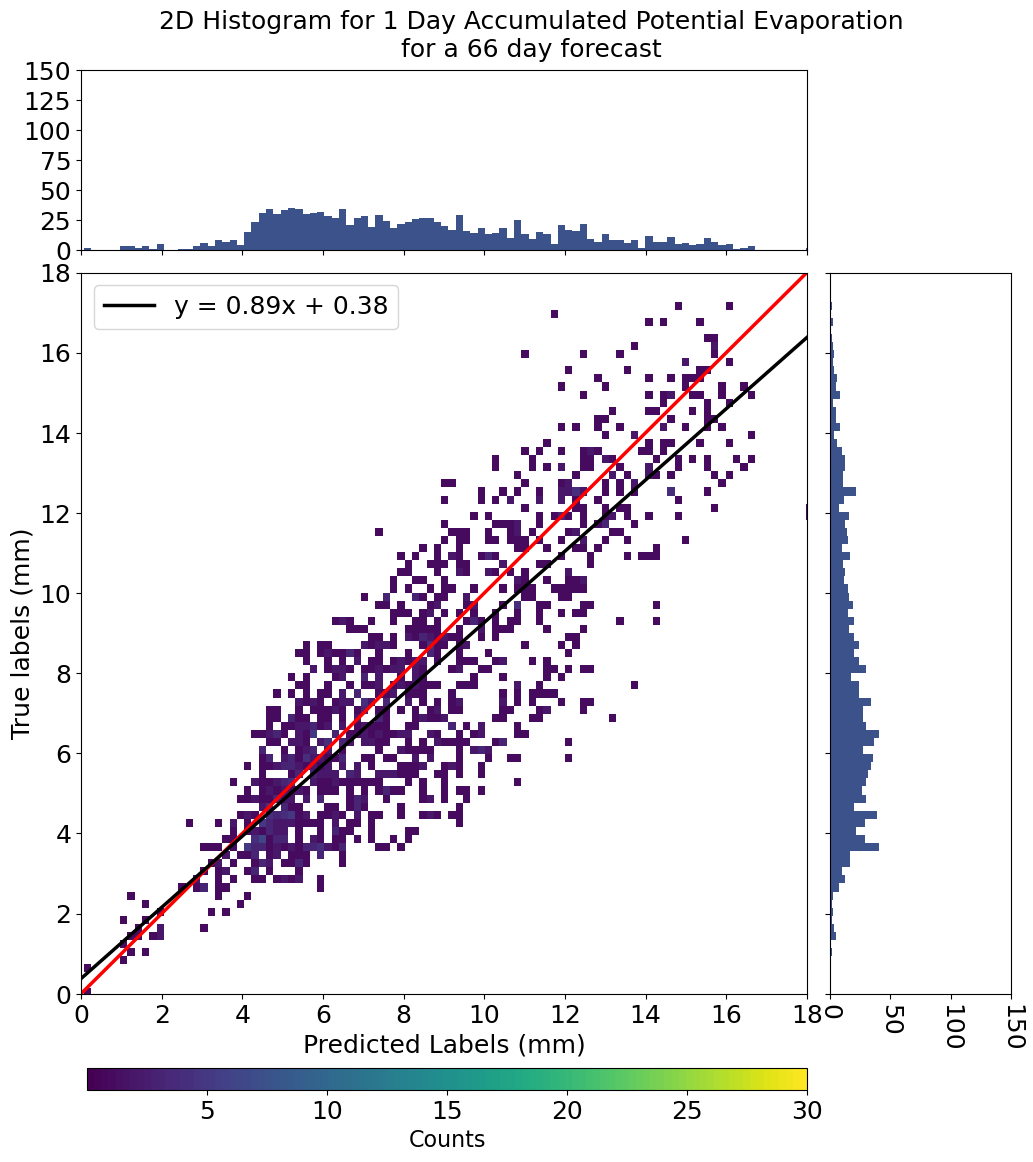 2D Histogram for 1 Day Accumulated Potential Evaporation
for a 66 day forecast
150
125
100
75
50
25
0
18
16
14
12
10
8
6
4
2
0
True labels (mm)
y = 0.89x + 0.38
0 2 4 6 8 10 12 14 16 18
Predicted Labels (mm)
0 50 100 150
5 10 15 20 25 30
Counts